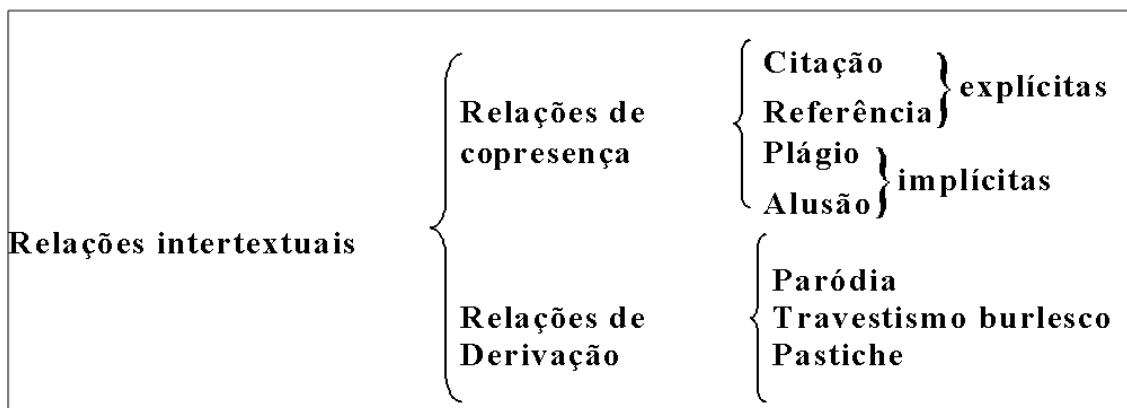 Citação
explícitas
Relações de
Referência
copresença
Plágio
implícitas
Alusão
Relações intertextuais
Paródia
Relações de
Travestismo burlesco
Derivação
Pastiche